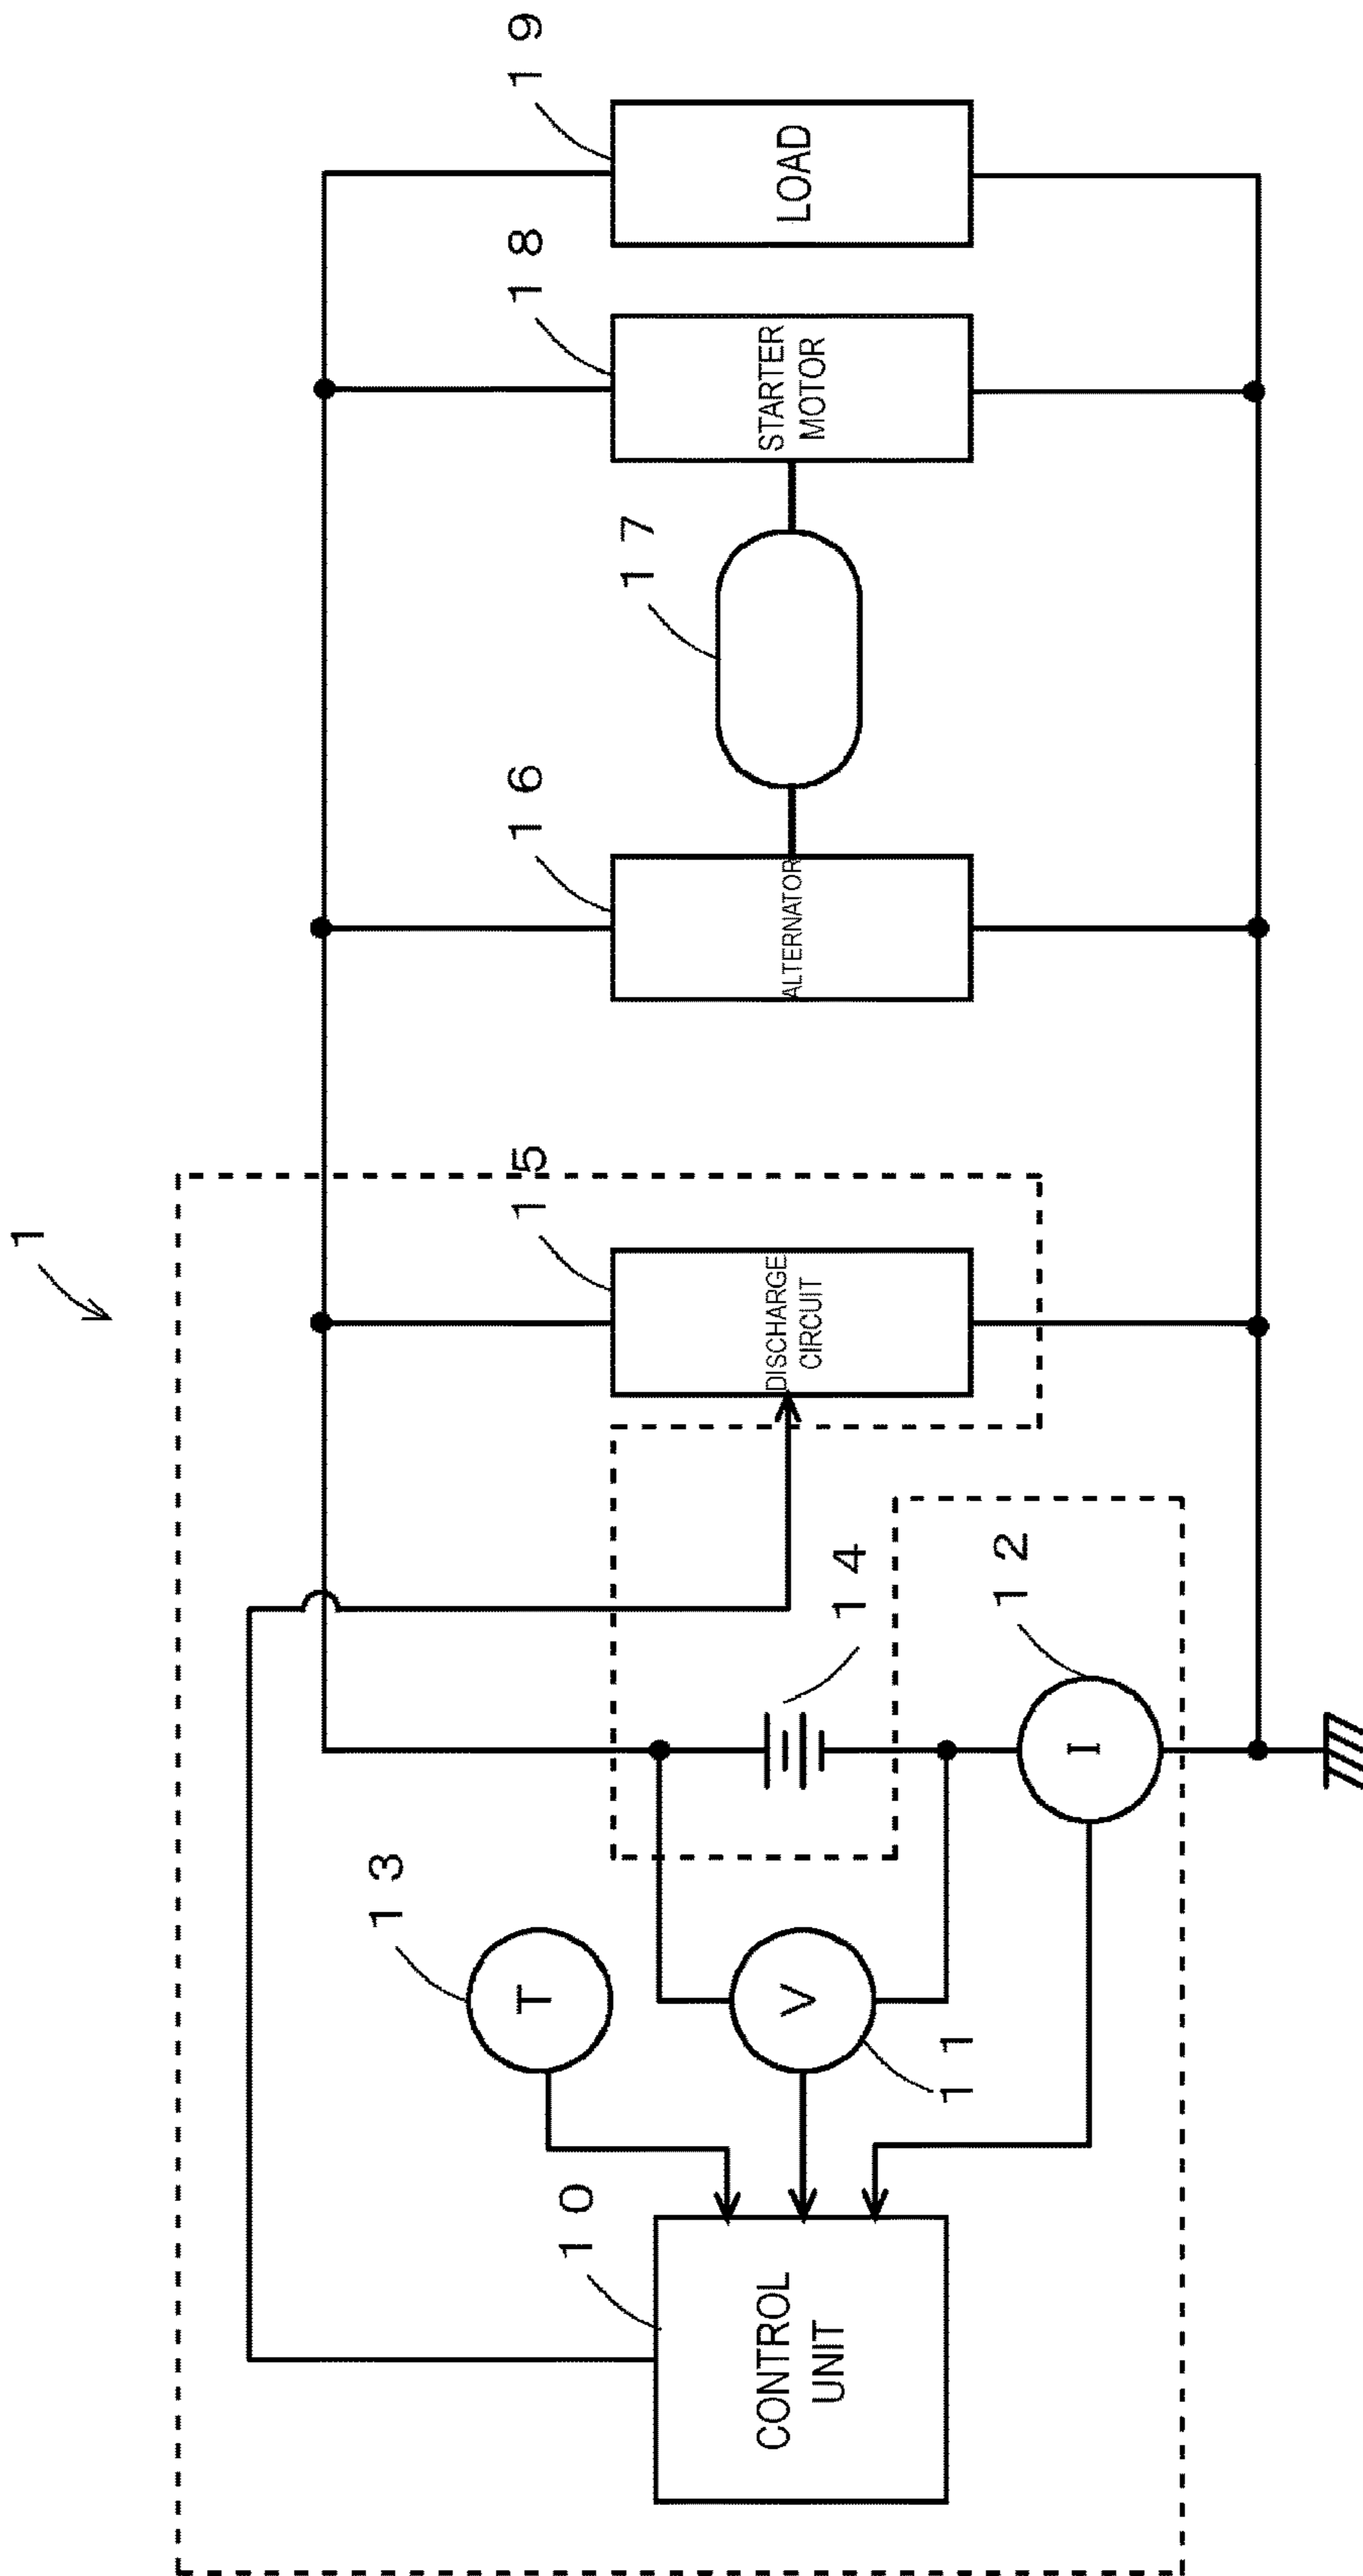 1
10
CONTROL
UNIT
13
T
V
11
14
12
I
15
DISCHARGE
CIRCUIT
16
ALTERNATOR
17
18
STARTER
MOTOR
19
LOAD